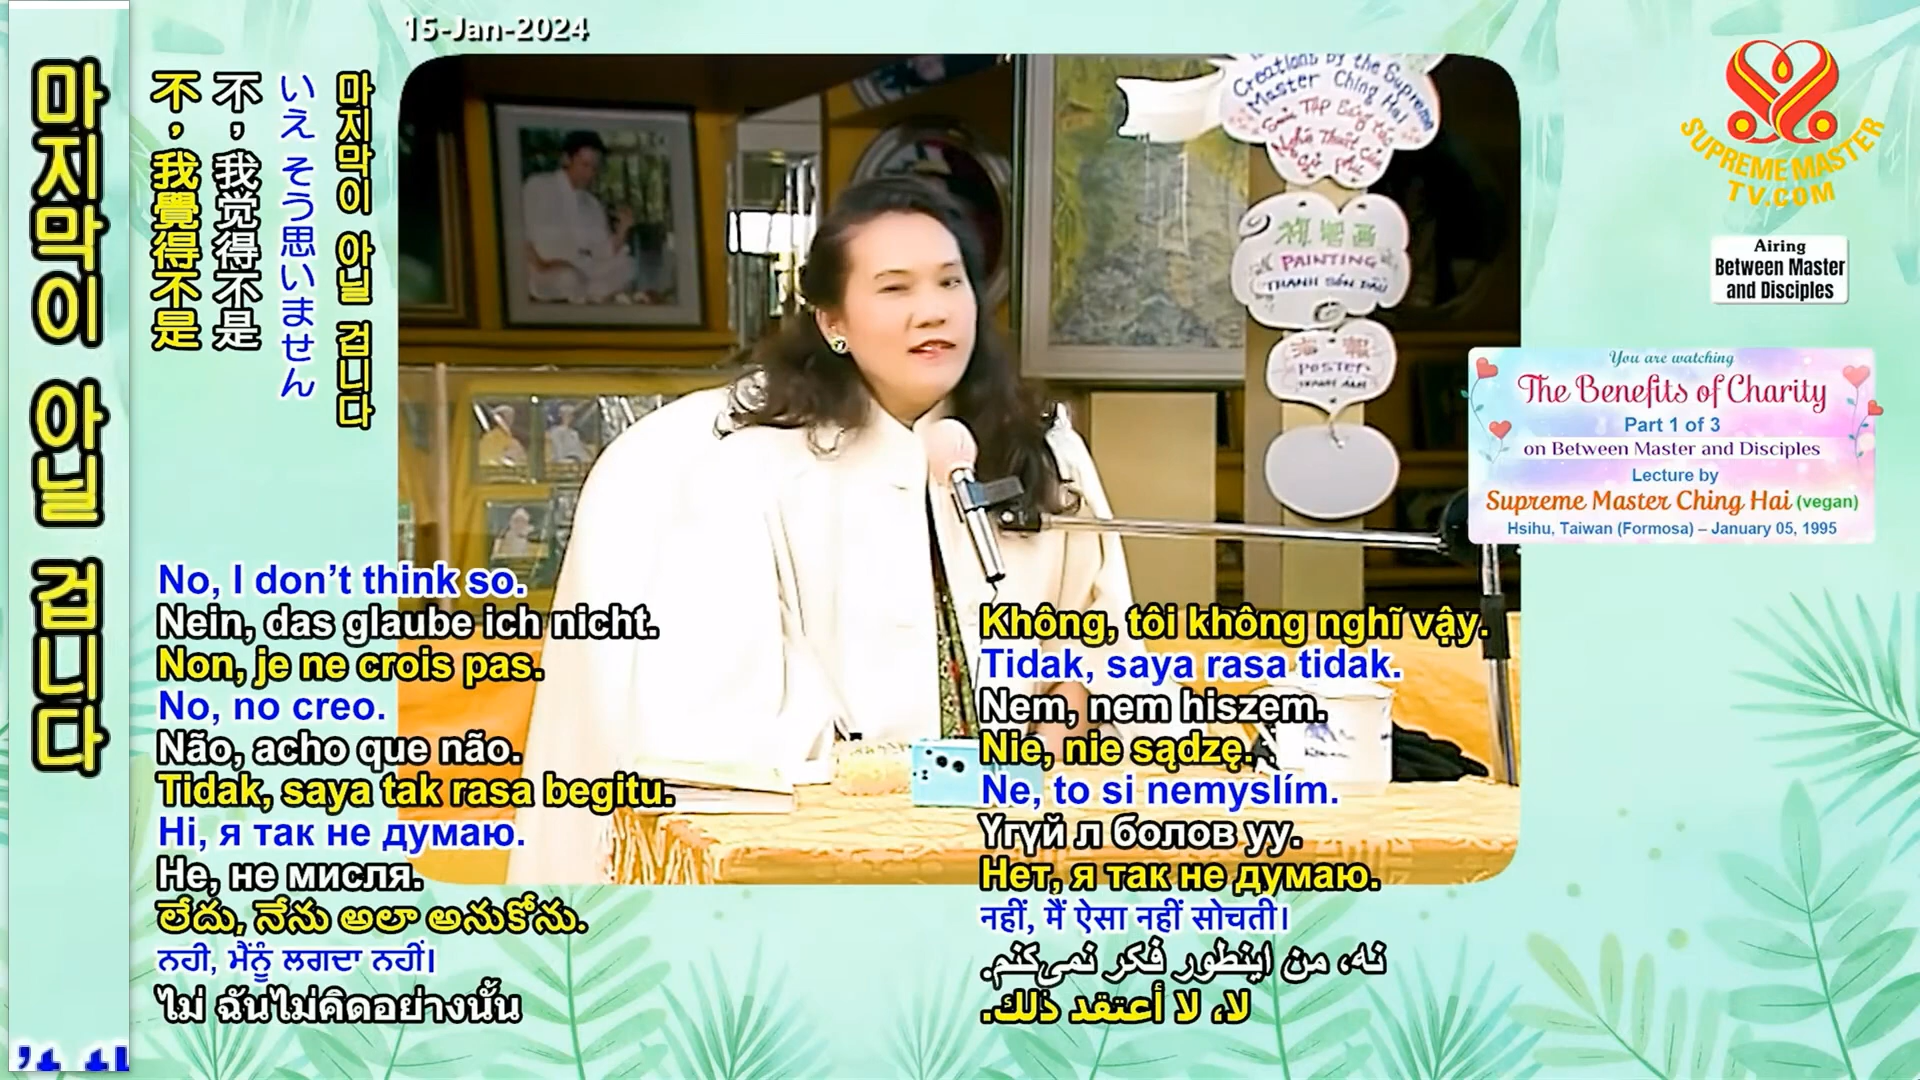 15-Jan-2024
마지막이 아닐 겁니다
不，我覺得不是
不，我觉得不是
いえ そう思いません
마지막이 아닐 겁니다
Creations by the Supreme
Master Ching Hai
PAINTING
POSTER
SUPREME MASTER
TV.COM
Airing
Between Master
and Disciples
You are watching
The Benefits of Charity
Part 1 of 3
on Between Master and Disciples
Lecture by
Supreme Master Ching Hai (vegan)
Hsihu, Taiwan (Formosa) – January 05, 1995
No, I don’t think so.
Nein, das glaube ich nicht.
Non, je ne crois pas.
No, no creo.
Não, acho que não.
Tidak, saya tak rasa begitu.
Ні, я так не думаю.
Не, не мисля.
లేదు, నేను అలా అనుకోను.
ਨਹੀ, ਮੈਨੂੰ ਲਗਦਾ ਨਹੀਂ।
ไม่ ฉันไม่คิดอย่างนั้น
Không, tôi không nghĩ vậy.
Tidak, saya rasa tidak.
Nem, nem hiszem.
Nie, nie sądzę.
Ne, to si nemyslím.
Үгүй л болов уу.
Нет, я так не думаю.
नहीं, मैं ऐसा नहीं सोचती।
نه، من اینطور فکر نمی‌کنم.
لا، لا أعتقد ذلك.